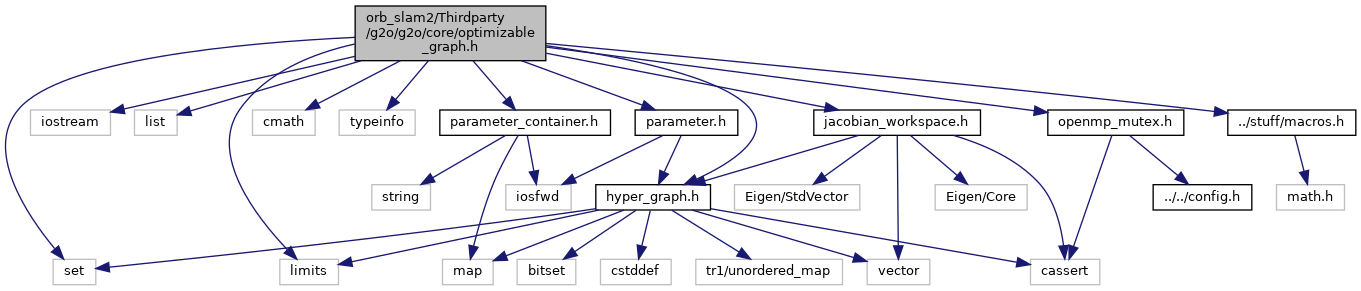 orb_slam2/Thirdparty
/g2o/g2o/core/optimizable
_graph.h
iostream
list
cmath
typeinfo
parameter_container.h
parameter.h
jacobian_workspace.h
openmp_mutex.h
../stuff/macros.h
string
iosfwd
hyper_graph.h
Eigen/StdVector
Eigen/Core
../../config.h
math.h
set
limits
map
bitset
cstddef
tr1/unordered_map
vector
cassert